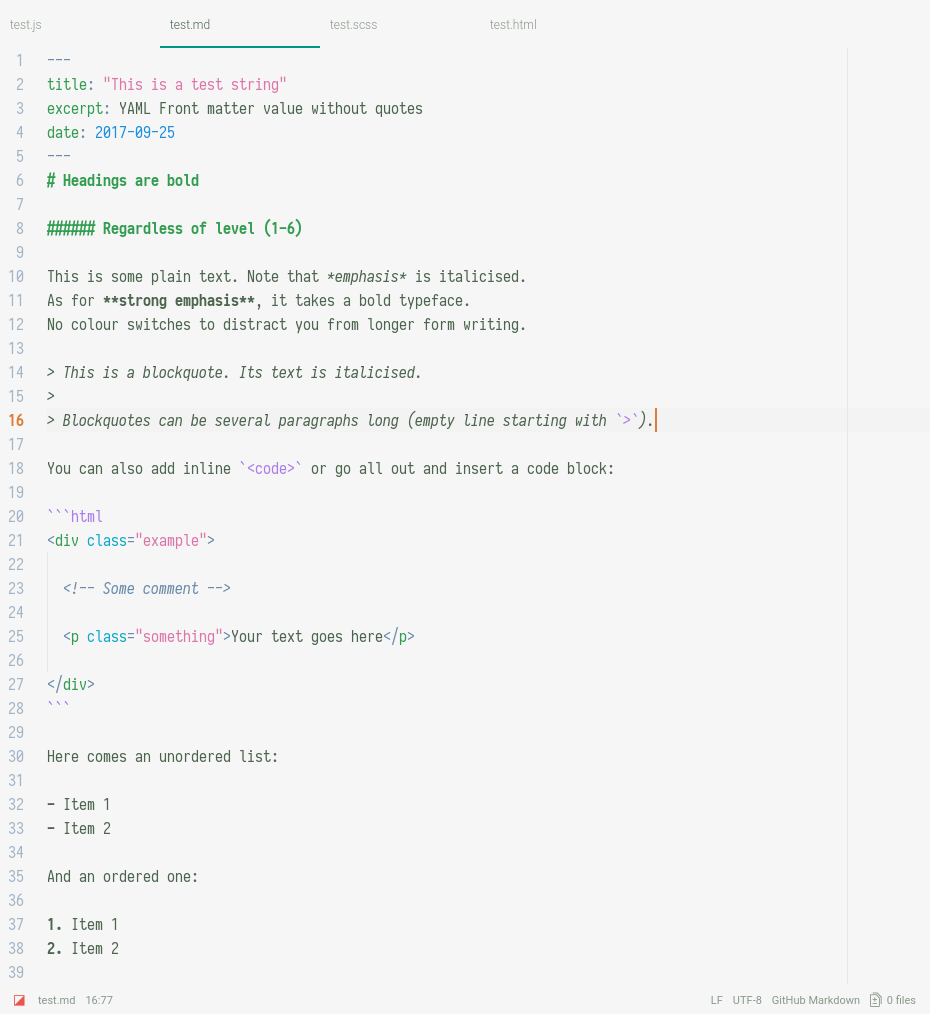 test.js test.md test.scss test.html
1 ---
2 title: "This is a test string"
3 excerpt: YAML Front matter value without quotes
4 date: 2017-09-25
5 ---
6 # Headings are bold
7
8 ###### Regardless of level (1-6)
9
10 This is some plain text. Note that *emphasis* is italicised.
11 As for **strong emphasis**, it takes a bold typeface.
12 No colour switches to distract you from longer form writing.
13
14 > This is a blockquote. Its text is italicised.
15 >
16 > Blockquotes can be several paragraphs long (empty line starting with `>`).
17
18 You can also add inline `<code>` or go all out and insert a code block:
19
20 ```html
21 <div class="example">
22
23   <!-- Some comment -->
24
25   <p class="something">Your text goes here</p>
26
27 </div>
28 ```
29
30 Here comes an unordered list:
31
32 - Item 1
33 - Item 2
34
35 And an ordered one:
36
37 1. Item 1
38 2. Item 2
39
test.md 16:77 LF UTF-8 GitHub Markdown 0 files